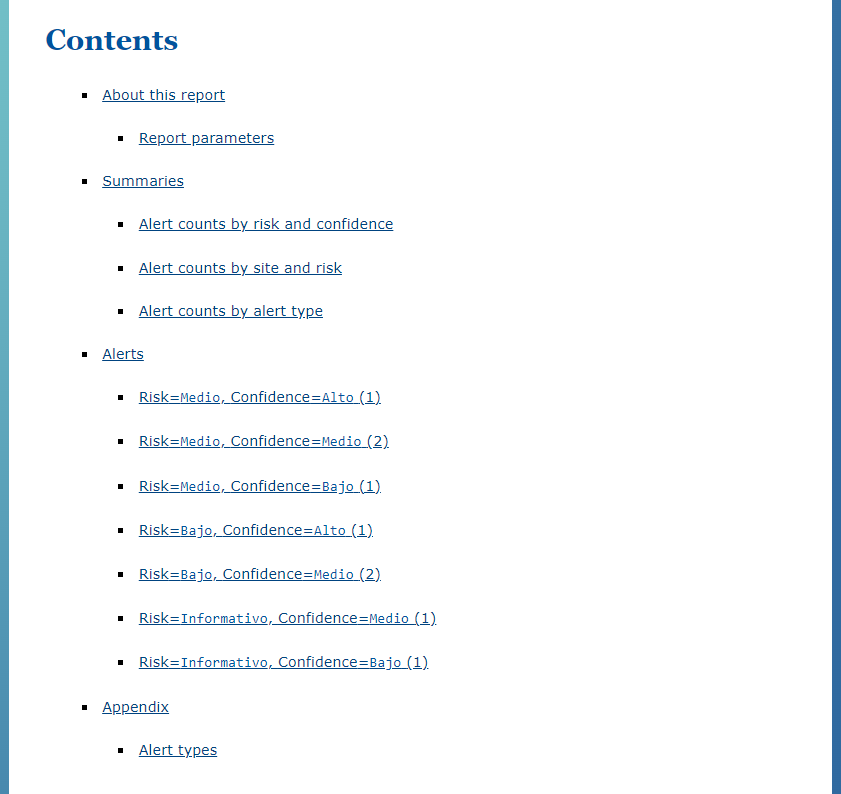 Contents
About this report
Report parameters
Summaries
Alert counts by risk and confidence
Alert counts by site and risk
Alert counts by alert type
Alerts
Risk=Medio, Confidence=Alto (1)
Risk=Medio, Confidence=Medio (2)
Risk=Medio, Confidence=Bajo (1)
Risk=Bajo, Confidence=Alto (1)
Risk=Bajo, Confidence=Medio (2)
Risk=Informativo, Confidence=Medio (1)
Risk=Informativo, Confidence=Bajo (1)
Appendix
Alert types